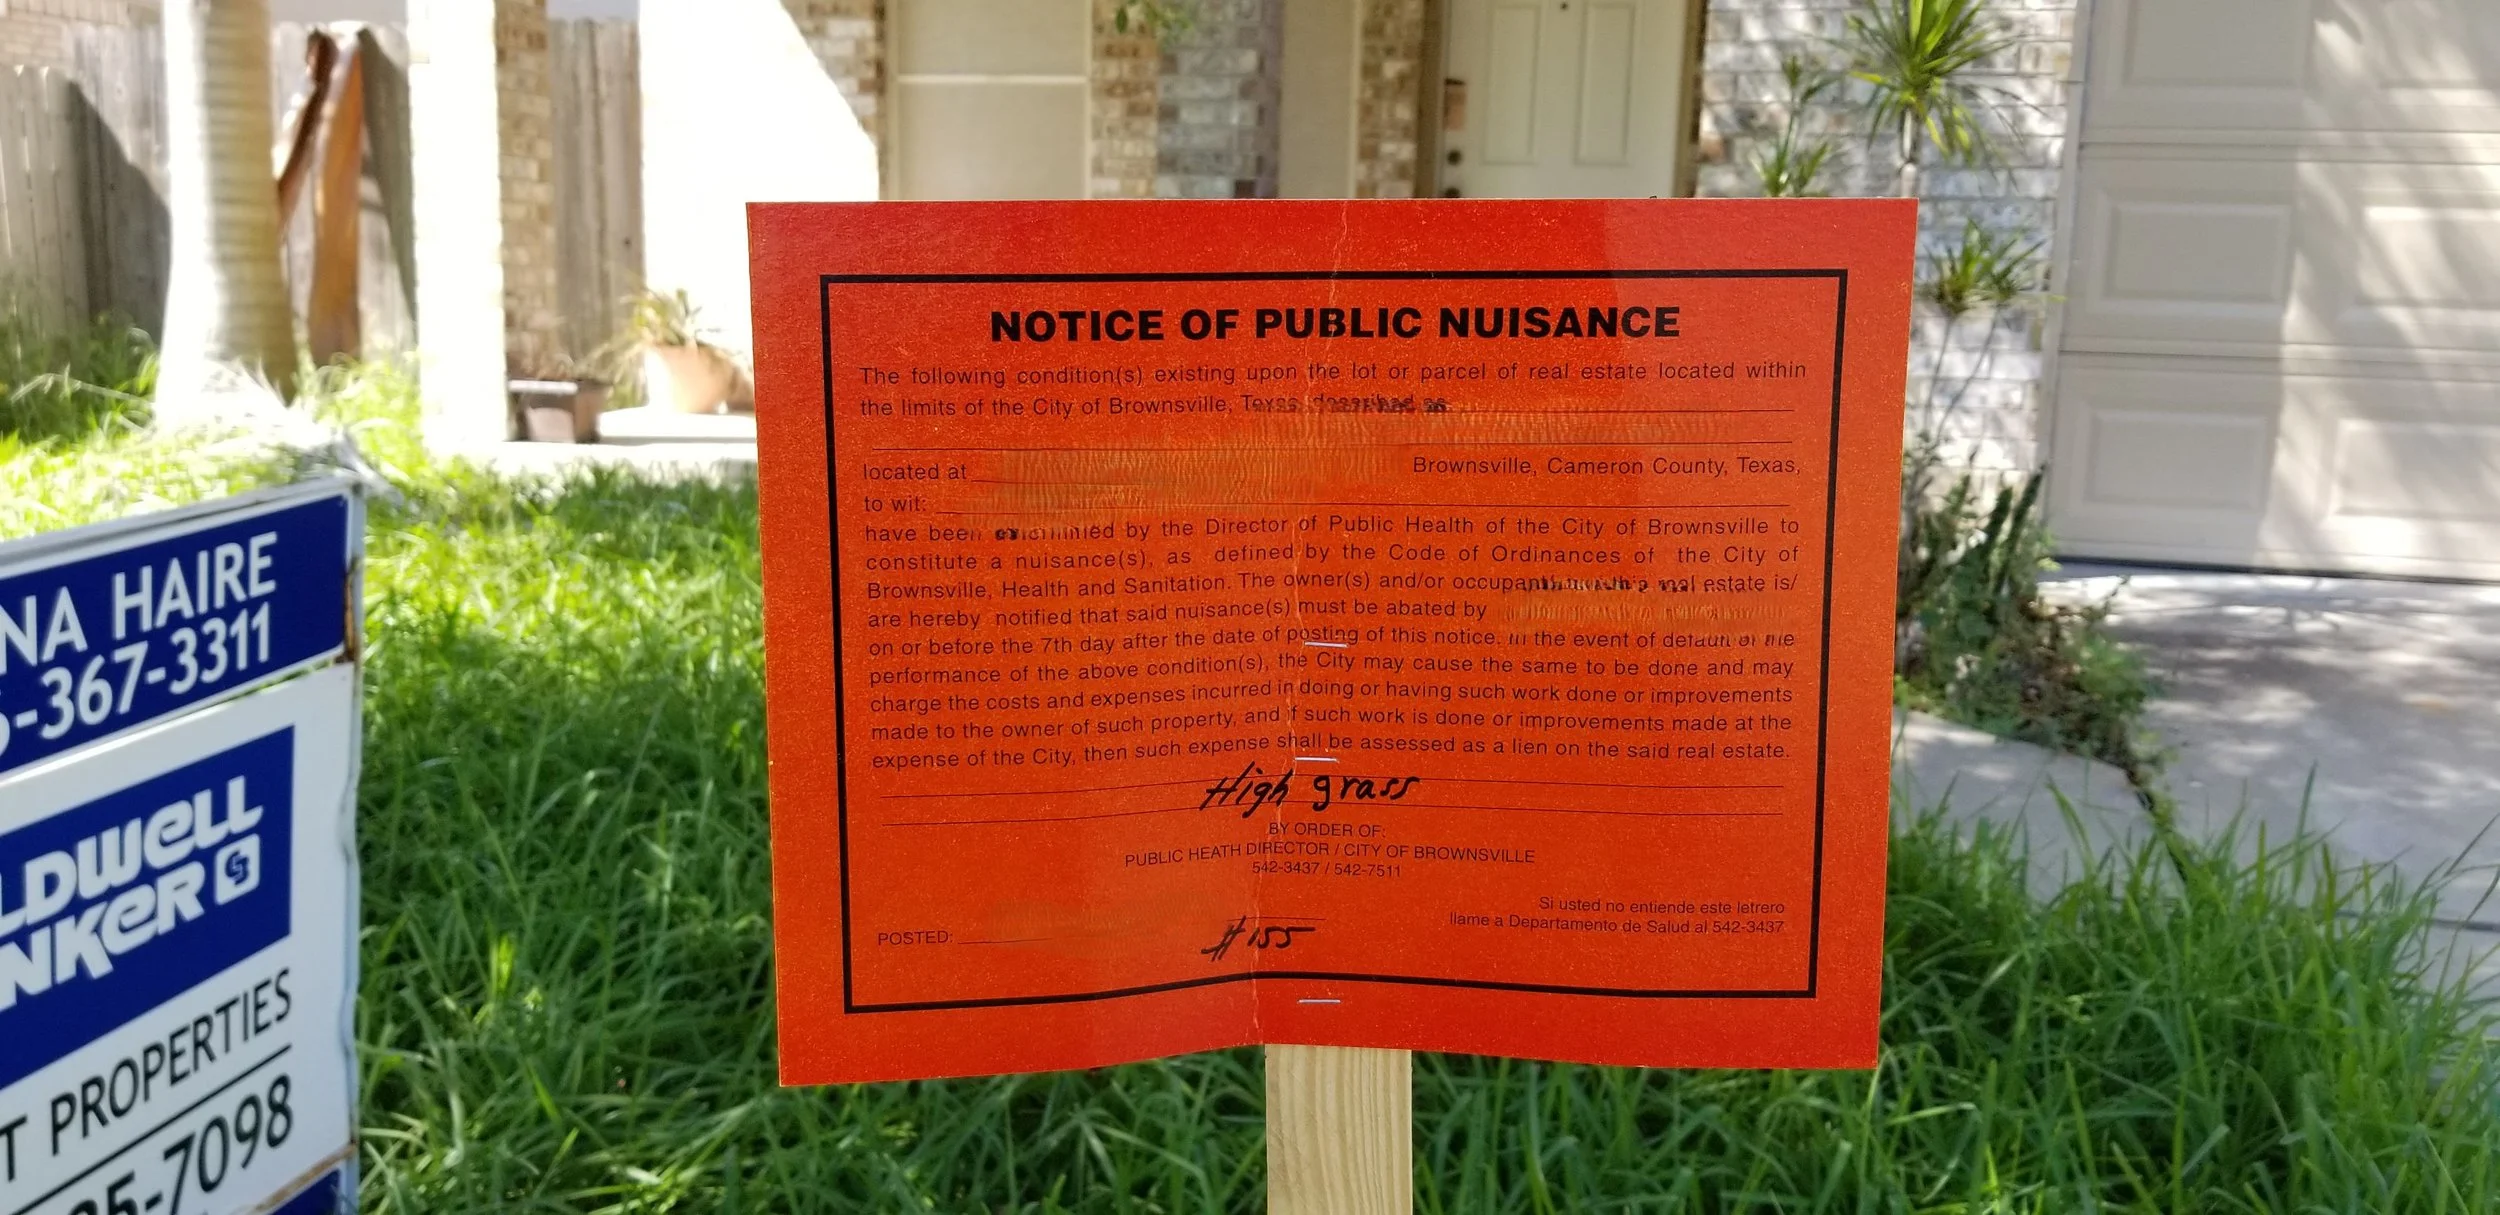 NOTICE OF PUBLIC NUISANCE
The following condition(s) existing upon the lot or parcel of real estate located within
the limits of the City of Brownsville, Texas, described as
located at Brownsville, Cameron County, Texas,
to wit:
have been by the Director of Public Health of the City of Brownsville to
constitute a nuisance(s), as defined by the Code of Ordinances of the City of
Brownsville, Health and Sanitation. The owner(s) and/or real estate is/
are hereby notified that said nuisance(s) must be abated by
on or before the 7th day after the date of posting of this notice. In the event of default of the
performance of the above condition(s), the City may cause the same to be done and may
charge the costs and expenses incurred in doing or having such work done or improvements
made to the owner of such property, and if such work is done or improvements made at the
expense of the City, then such expense shall be assessed as a lien on the said real estate.
High grass
BY ORDER OF:
PUBLIC HEATH DIRECTOR / CITY OF BROWNSVILLE
542-3437 / 542-7511
Si usted no entiende este letrero
llame a Departamento de Salud al 542-3437
POSTED:
#155
NA HAIRE
-367-3311
LDWELL
NKER
T PROPERTIES
5-7098